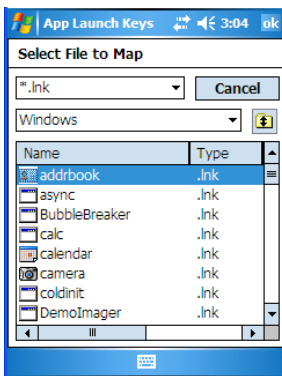 App Launch Keys 3:04 ok
Select File to Map
*.lnk Cancel
Windows
Name Type
addrbook .lnk
async .lnk
BubbleBreaker .lnk
calc .lnk
calendar .lnk
camera .lnk
coldinit .lnk
DemoImager .lnk